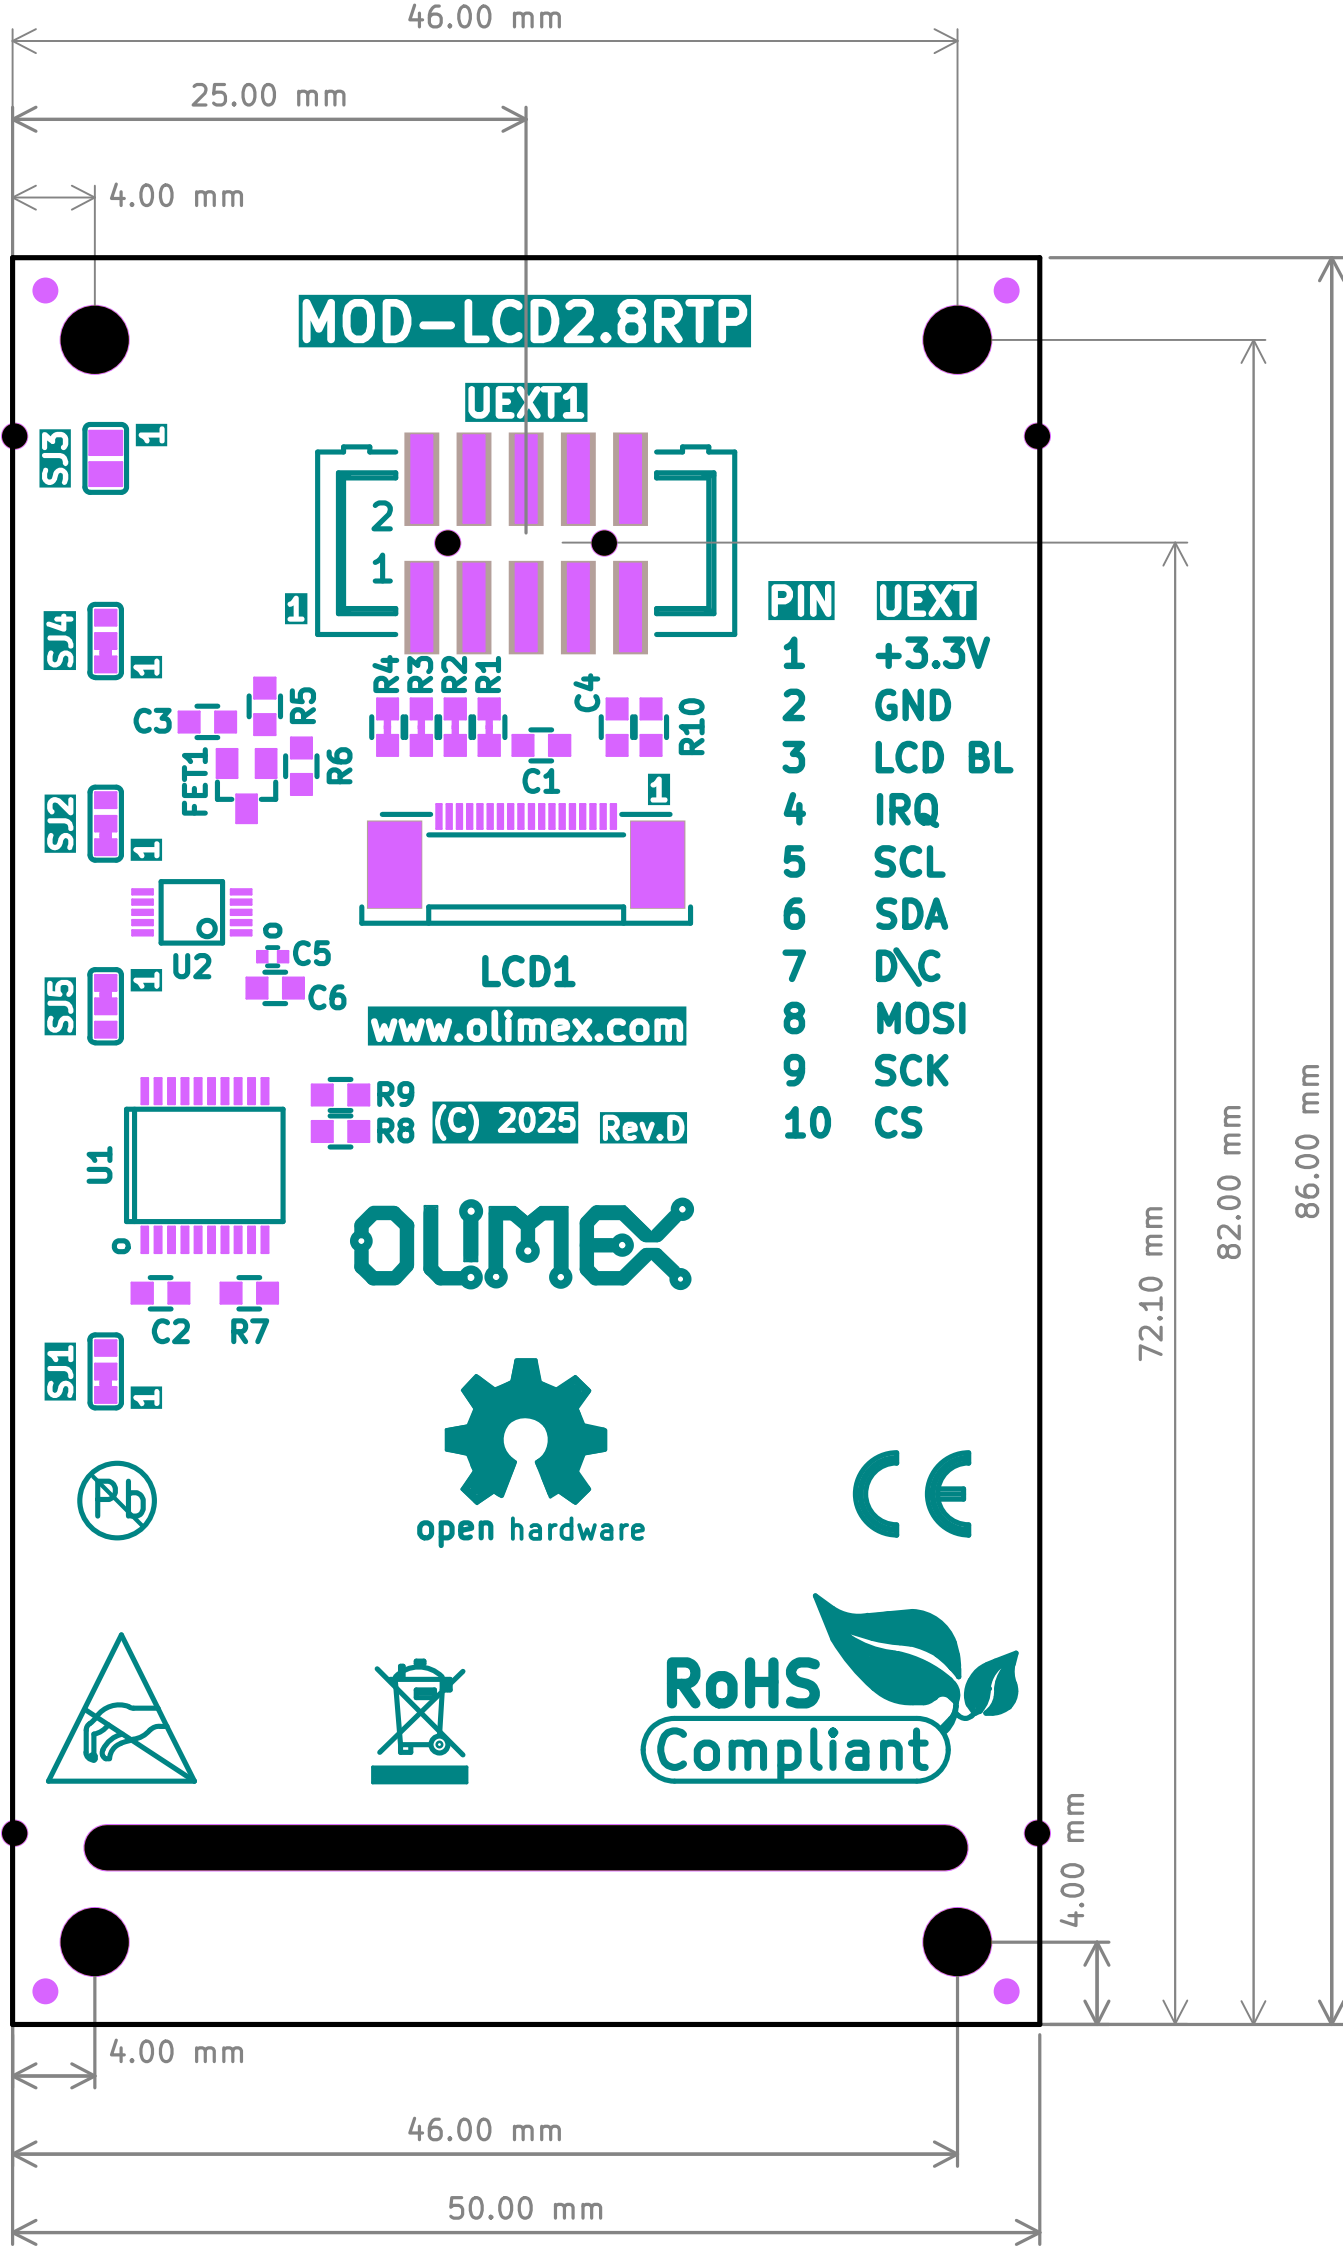 46.00 mm
25.00 mm
4.00 mm
MOD-LCD2.8RTP
UEXT1
SJ3
1
2
1
1
PIN UEXT
1 +3.3V
2 GND
3 LCD BL
4 IRQ
5 SCL
6 SDA
7 D\C
8 MOSI
9 SCK
10 CS
SJ4
1
R4
R3
R2
R1
C4
R10
C3
R5
R6
FET1
C1
1
SJ2
1
U2
o
C5
C6
SJ5
1
LCD1
www.olimex.com
R9
R8
(C) 2025
Rev.D
U1
o
OLIMEX
C2
R7
SJ1
1
Pb
open hardware
CE
RoHS
Compliant
72.10 mm
82.00 mm
86.00 mm
4.00 mm
4.00 mm
46.00 mm
50.00 mm